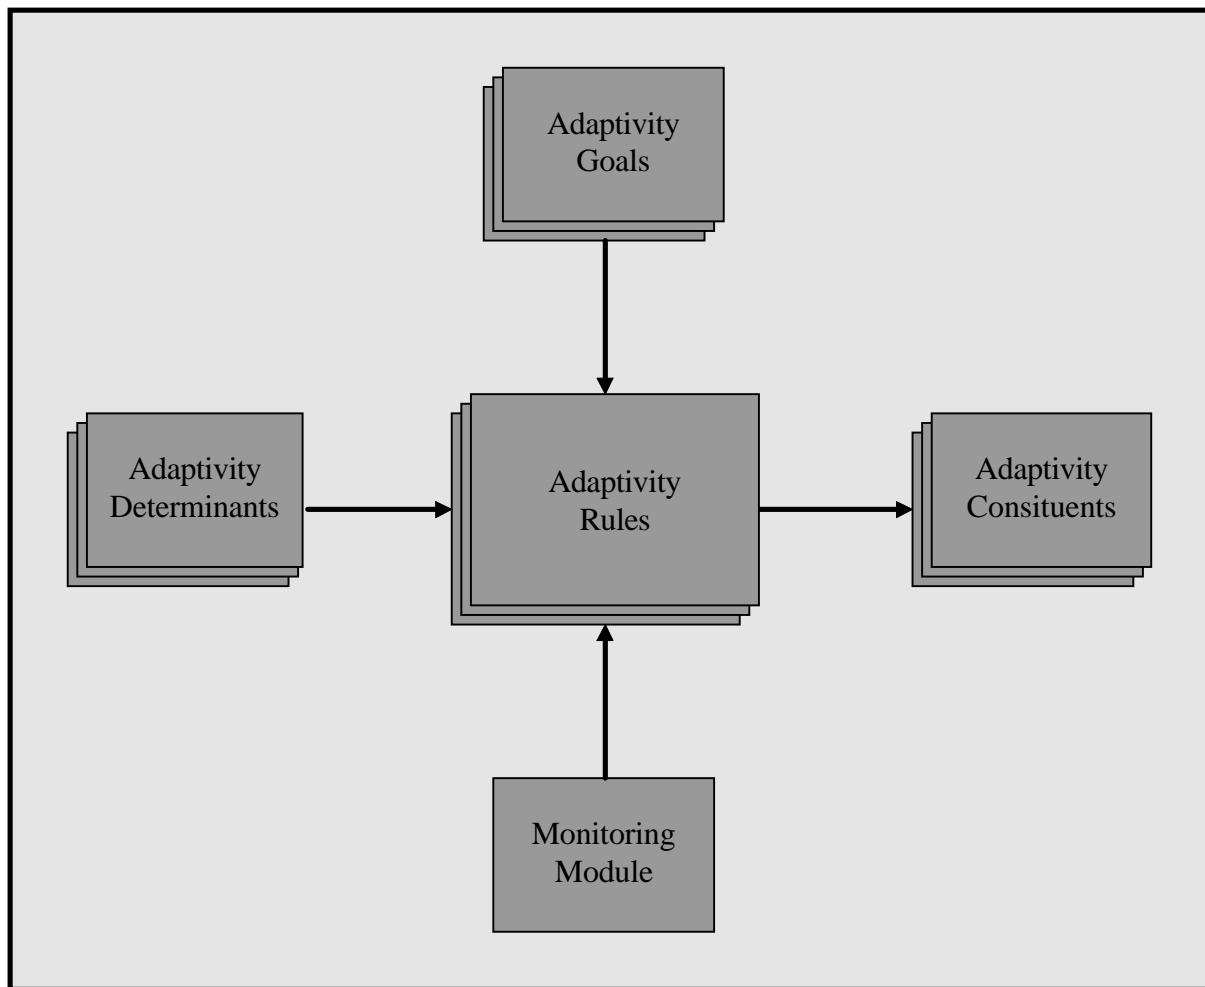 Adaptivity
Goals
Adaptivity
Determinants
Adaptivity
Rules
Adaptivity
Consituents
Monitoring
Module